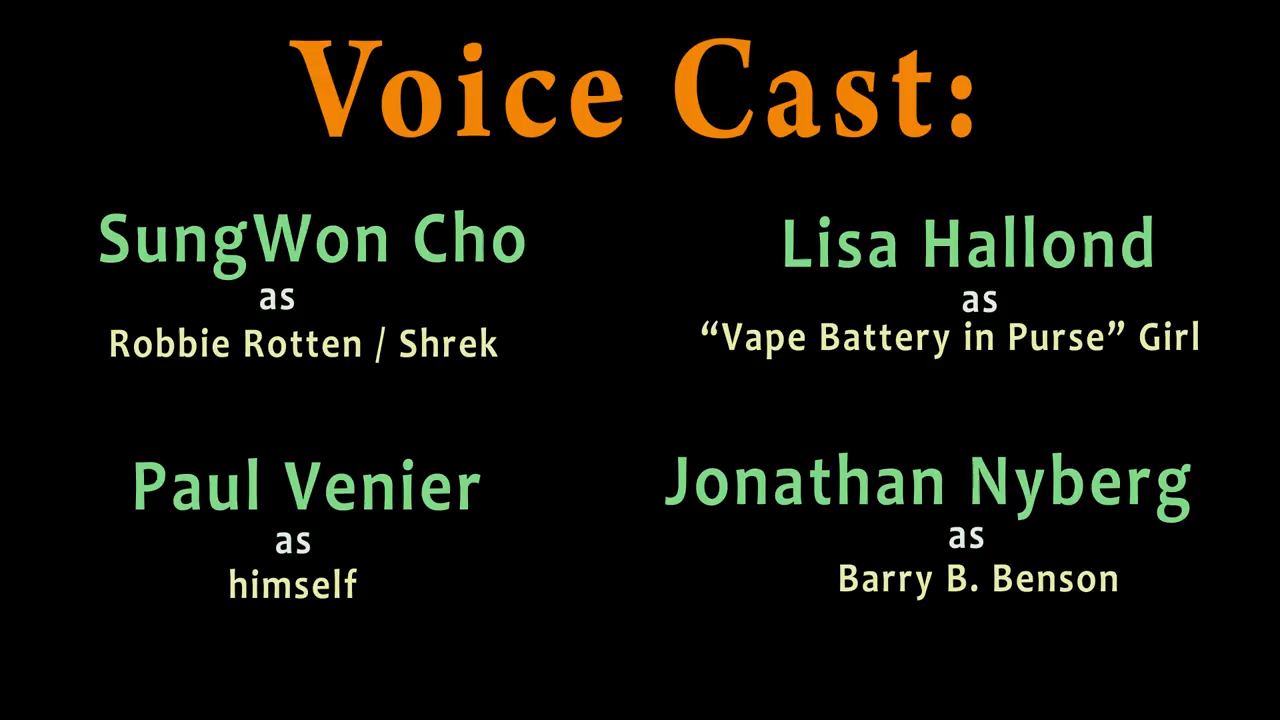 Voice Cast:
SungWon Cho
as
Robbie Rotten / Shrek
Lisa Hallond
as
“Vape Battery in Purse” Girl
Paul Venier
as
himself
Jonathan Nyberg
as
Barry B. Benson